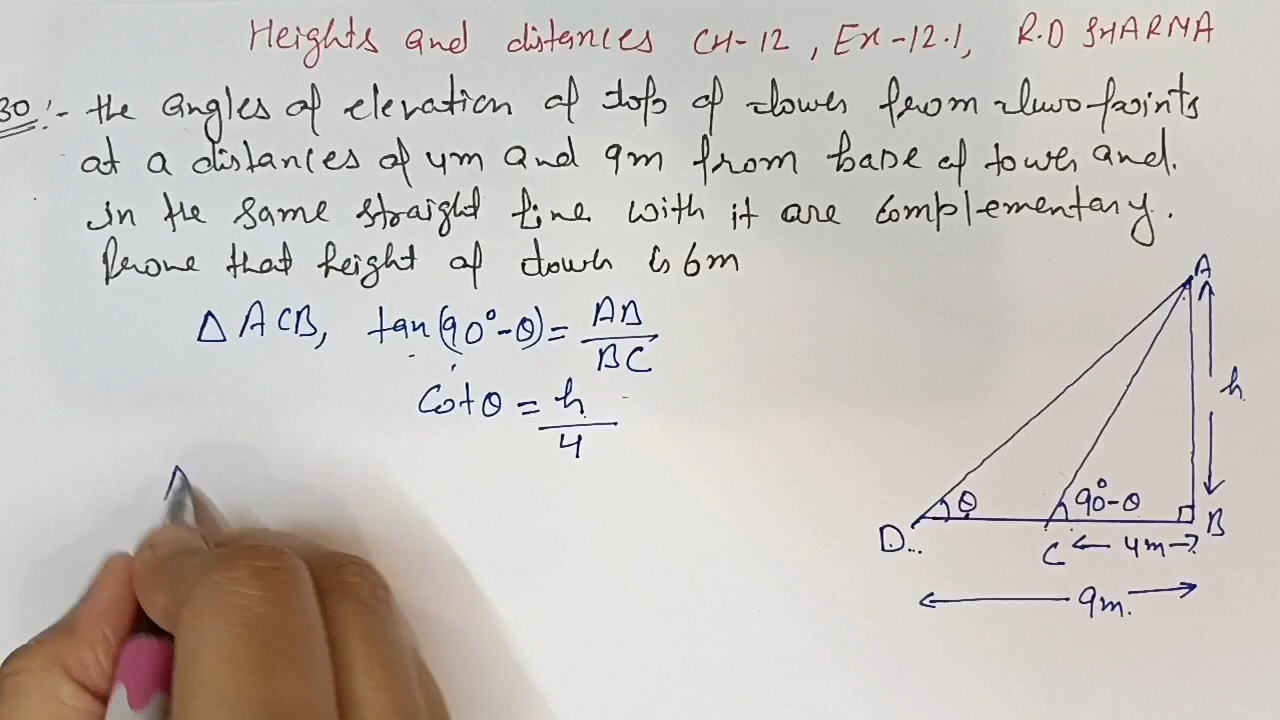 Heights and distances CH-12, Ex-12.1, R.D SHARMA
30:- the angles of elevation of top of tower from two points
at a distances of 4m and 9m from base of tower and.
in the same straight line with it are complementary.
Prove that height of tower is 6m
Δ ACB, tan(90°-θ) = AB/BC
Cotθ = h/4
A
h
θ
90°-θ
D..
C
4m
B
9m.